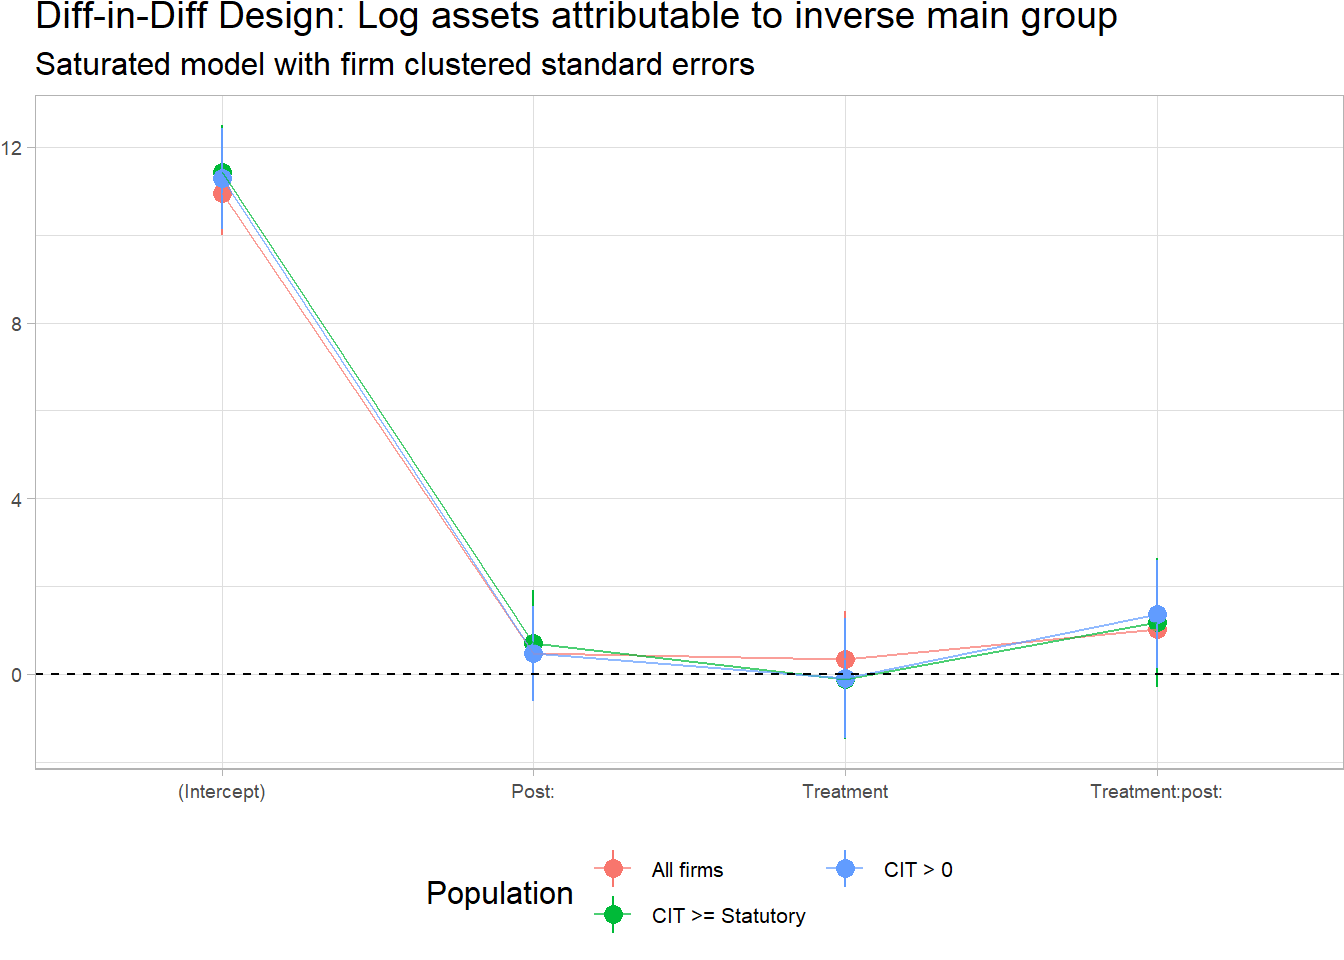 Diff-in-Diff Design: Log assets attributable to inverse main group
Saturated model with firm clustered standard errors
12
8
4
0
(Intercept) Post: Treatment Treatment:post:
Population
All firms
CIT >= Statutory
CIT > 0